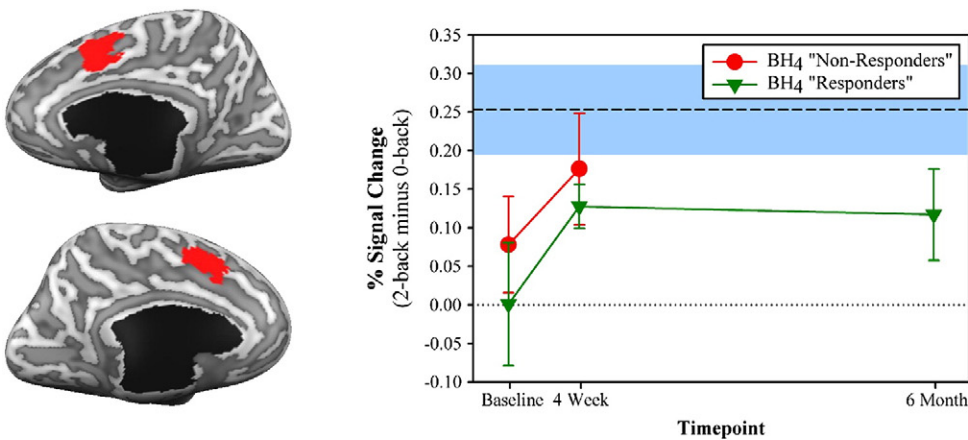 0.35
0.30
0.25
0.20
0.15
0.10
0.05
0.00
-0.05
-0.10
% Signal Change
(2-back minus 0-back)
BH4 "Non-Responders"
BH4 "Responders"
Baseline 4 Week 6 Month
Timepoint